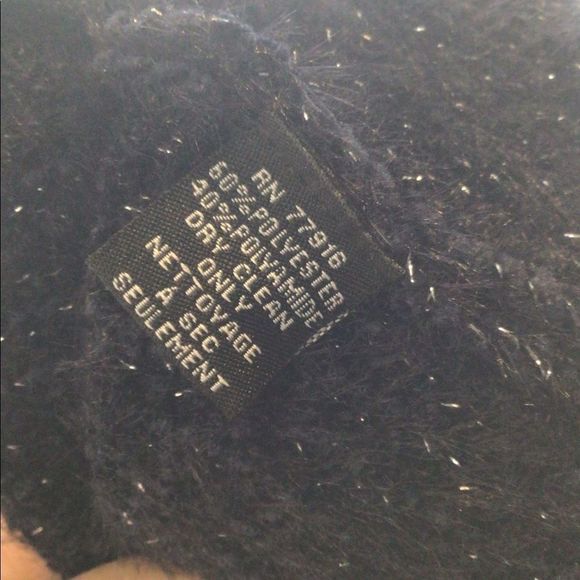 RN 77916
60%POLYESTER
40%POLYAMIDE
DRY CLEAN
ONLY
NETTOYAGE
A SEC
SEULEMENT